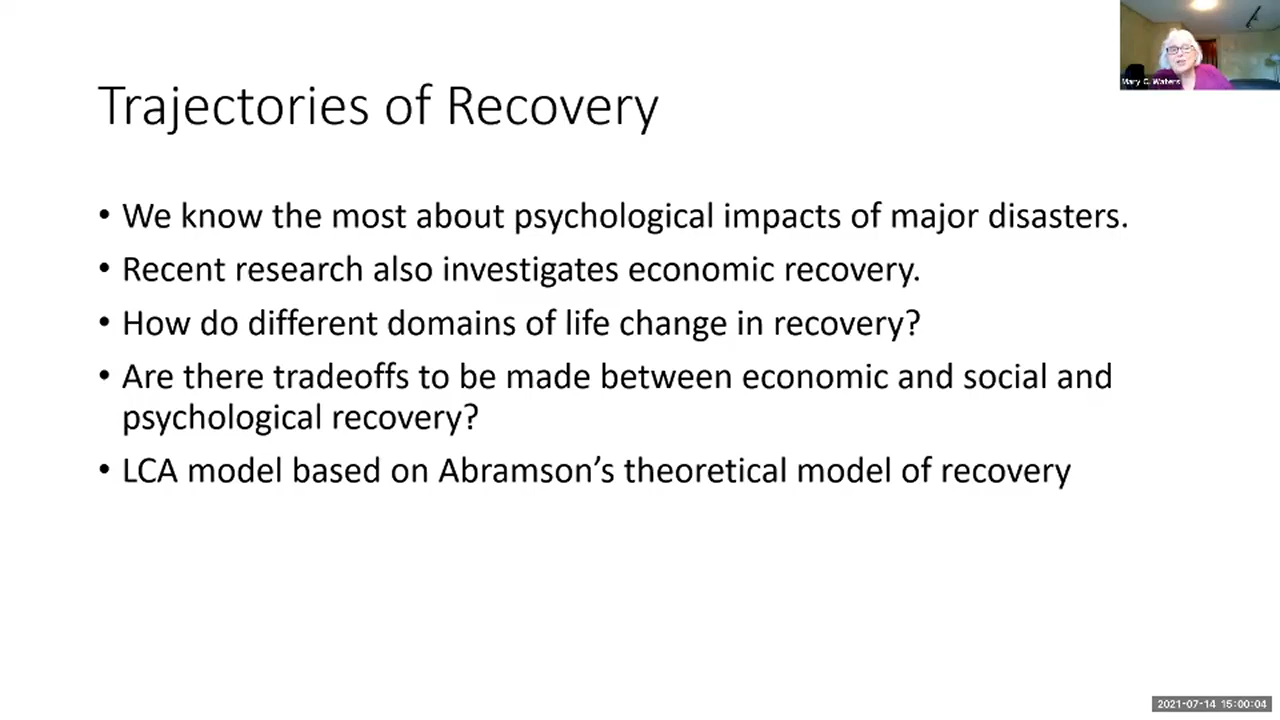 Mary C. Waters
Trajectories of Recovery
• We know the most about psychological impacts of major disasters.
• Recent research also investigates economic recovery.
• How do different domains of life change in recovery?
• Are there tradeoffs to be made between economic and social and
psychological recovery?
• LCA model based on Abramson’s theoretical model of recovery
2021-07-14 15:00:04